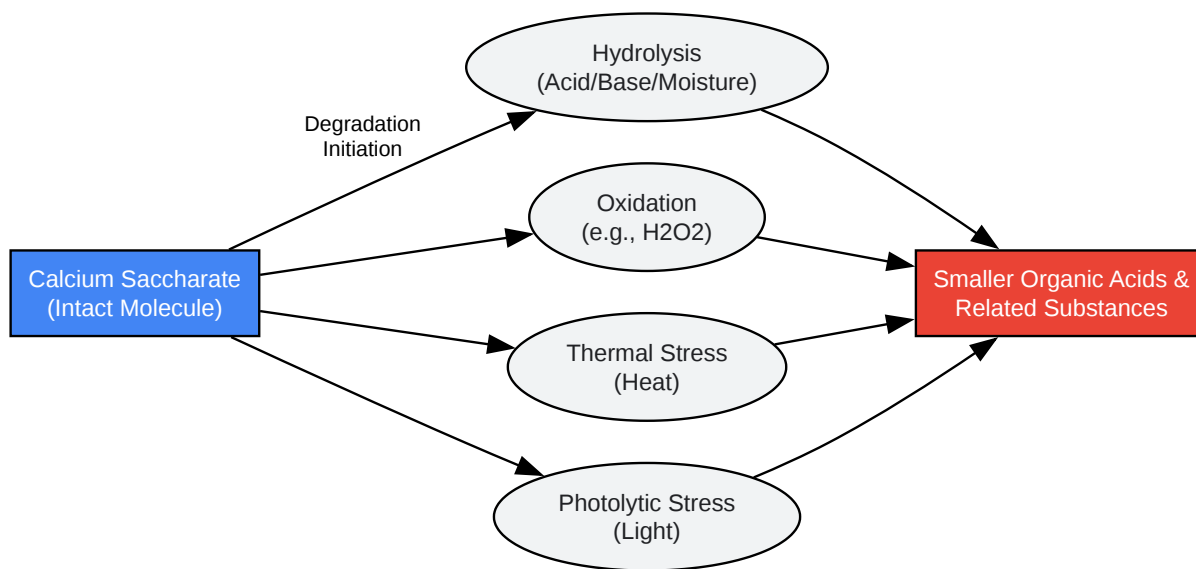 Hydrolysis
(Acid/Base/Moisture)
Degradation
Initiation
Oxidation
(e.g., H2O2)
Calcium Saccharate
(Intact Molecule)
Smaller Organic Acids &
Related Substances
Thermal Stress
(Heat)
Photolytic Stress
(Light)